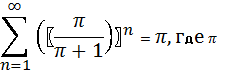 ∑_{n=1}^{∞} (〖π/(π+1))〗^n = π, где π